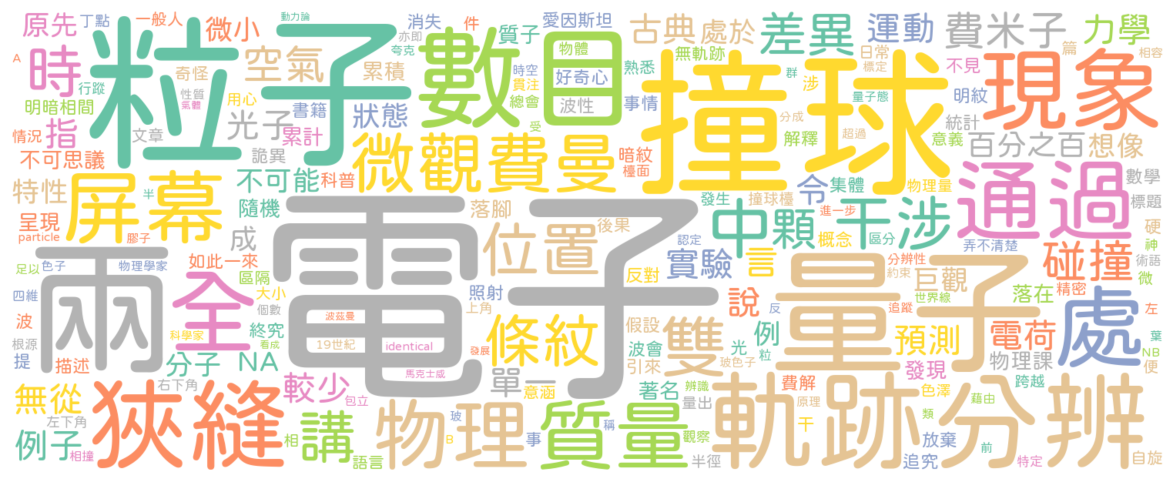 原先
丁點
一般人
微小
動力論
消失
件
質子
愛因斯坦
古典
處於
差異
運動
費米子
力學
A
時
行蹤
奇怪
空氣
粒子
亦即
夸克
累積
數目
物體
好奇心
波性
時空
貫注
總會
熟悉
無軌跡
日常
標定
群
涉
篇
不見
相容
現象
明暗相間
指
性質
氣體
用心
光子
書籍
累計
狀態
事情
撞球
量子態
分成
解釋
超過
明紋
統計
意義
情況
文章
不可思議
詭異
受
微觀
費曼
暗紋
檯面
百分之百
想像
特性
半
屏幕
不可能
科普
隨機
發生
令
集體
物理量
撞球檯
通過
數學
標題
呈現
particle
膠子
成
落腳
後果
位置
中顆
進一步
干涉
概念
區分
弄不清楚
硬
神
術語
足以
色子
物理學家
如此一來
區隔
大小
個數
電子
認定
反對
實驗
言
分辨性
約束
巨觀
碰撞
微
精密
四維
兩
全
照射
上角
說
世界線
量子
落在
追蹤
左
處
波
根源
提
描述
科學家
終究
看成
波茲曼
19世紀
identical
發展
條紋
假設
波會
引來
雙
光
粒
玻色子
例
反
預測
電荷
物理課
葉
NB
便
分子
NA
右下角
馬克士威
單一
意涵
著名
辨識
量出
費解
原理
發現
色澤
藉由
跨越
無從
左下角
狹縫
較少
包立
講
物理
玻
B
事
稱
質量
觀察
半徑
干
軌跡
類
放棄
前
分辨
例子
相撞
相
語言
追究
特定
自旋